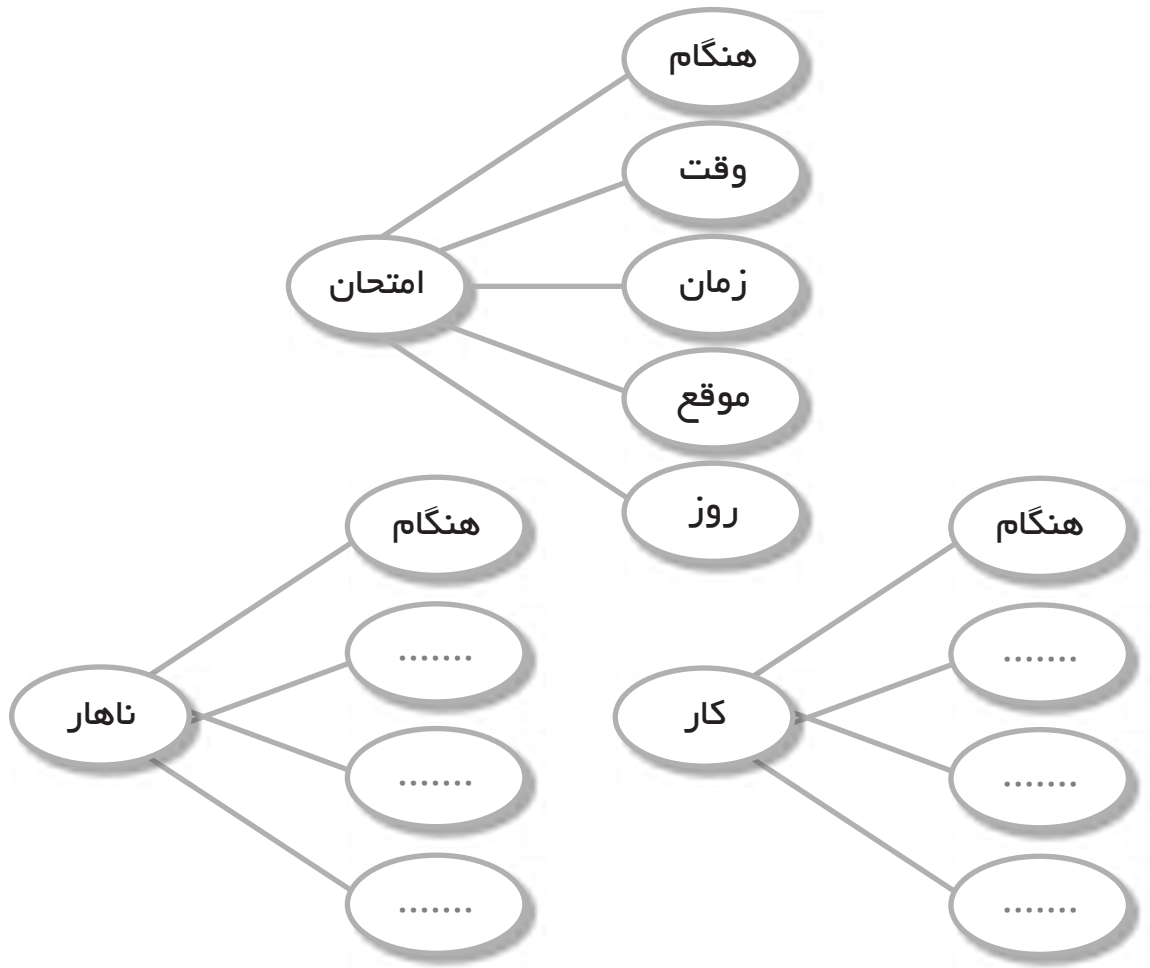 هنگام
وقت
امتحان
زمان
موقع
روز
هنگام
.......
کار
.......
.......
هنگام
.......
ناهار
.......
.......